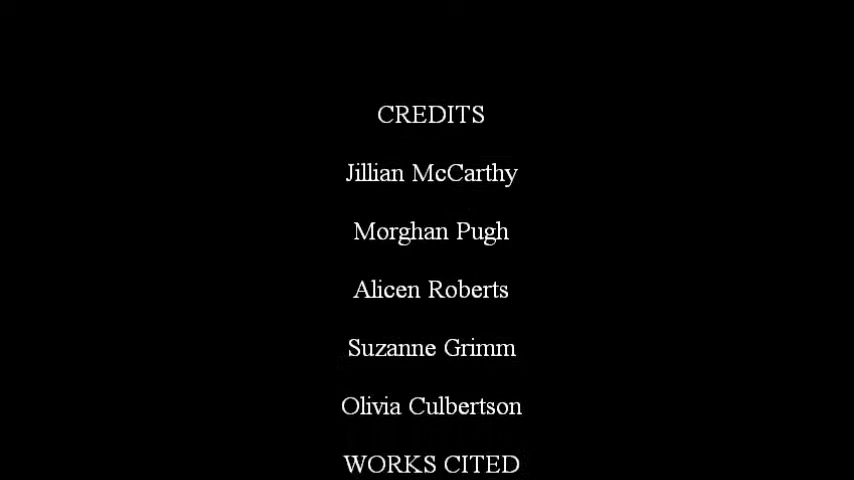 CREDITS
Jillian McCarthy
Morghan Pugh
Alicen Roberts
Suzanne Grimm
Olivia Culbertson
WORKS CITED